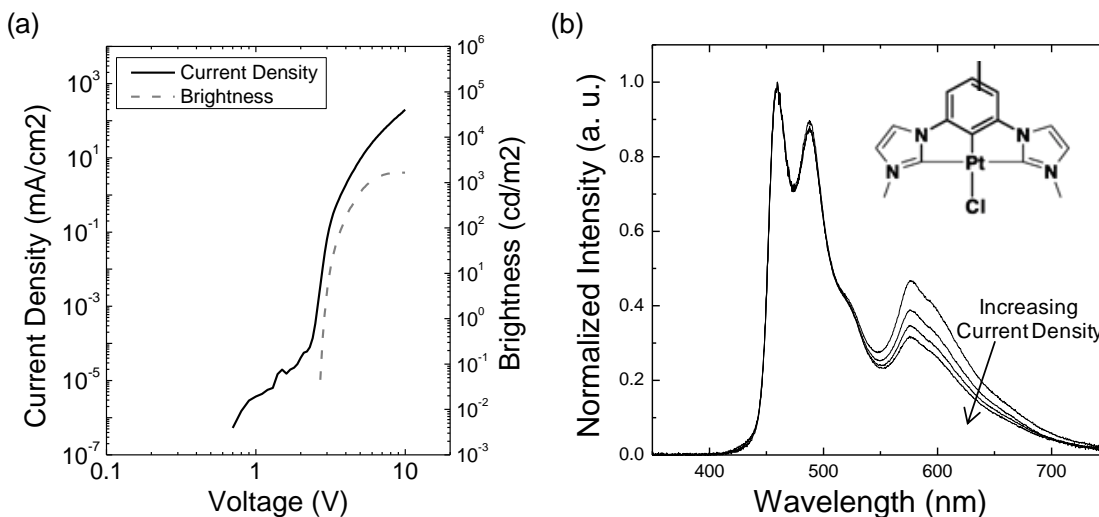 (a)
Current Density (mA/cm2)
10^3
10^1
10^-1
10^-3
10^-5
10^-7
Current Density
Brightness
0.1
1
10
Voltage (V)
10^6
10^5
10^4
10^3
10^2
10^1
10^0
10^-1
10^-2
10^-3
Brightness (cd/m2)
(b)
Normalized Intensity (a. u.)
1.0
0.8
0.6
0.4
0.2
0.0
400
500
600
700
Wavelength (nm)
N
N
N
Pt
N
Cl
Increasing
Current Density